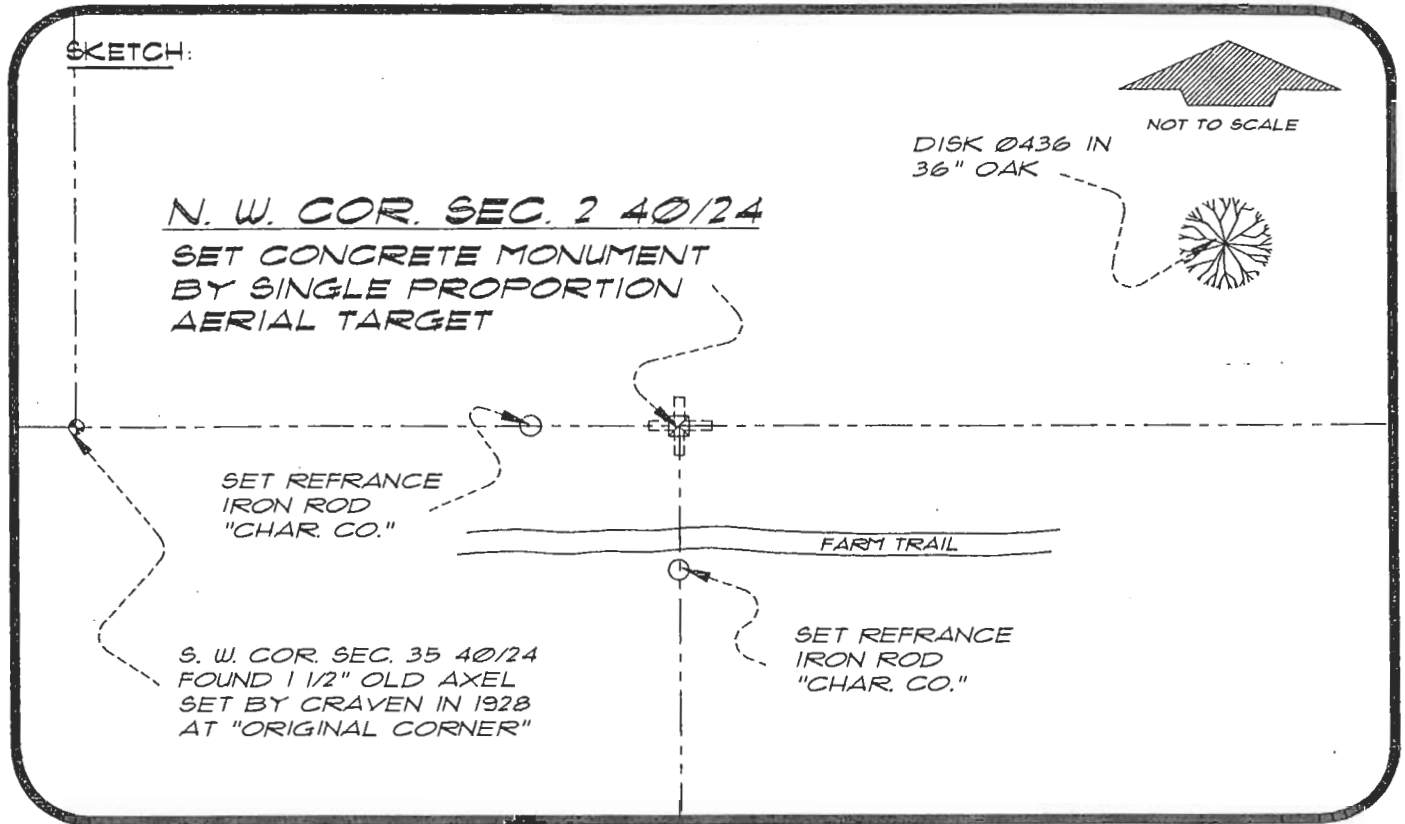 SKETCH:
NOT TO SCALE
DISK Ø436 IN
36" OAK
N. W. COR. SEC. 2 4Ø/24
SET CONCRETE MONUMENT
BY SINGLE PROPORTION
AERIAL TARGET
SET REFRANCE
IRON ROD
"CHAR. CO."
FARM TRAIL
S. W. COR. SEC. 35 4Ø/24
FOUND 1 1/2" OLD AXEL
SET BY CRAVEN IN 1928
AT "ORIGINAL CORNER"
SET REFRANCE
IRON ROD
"CHAR. CO."